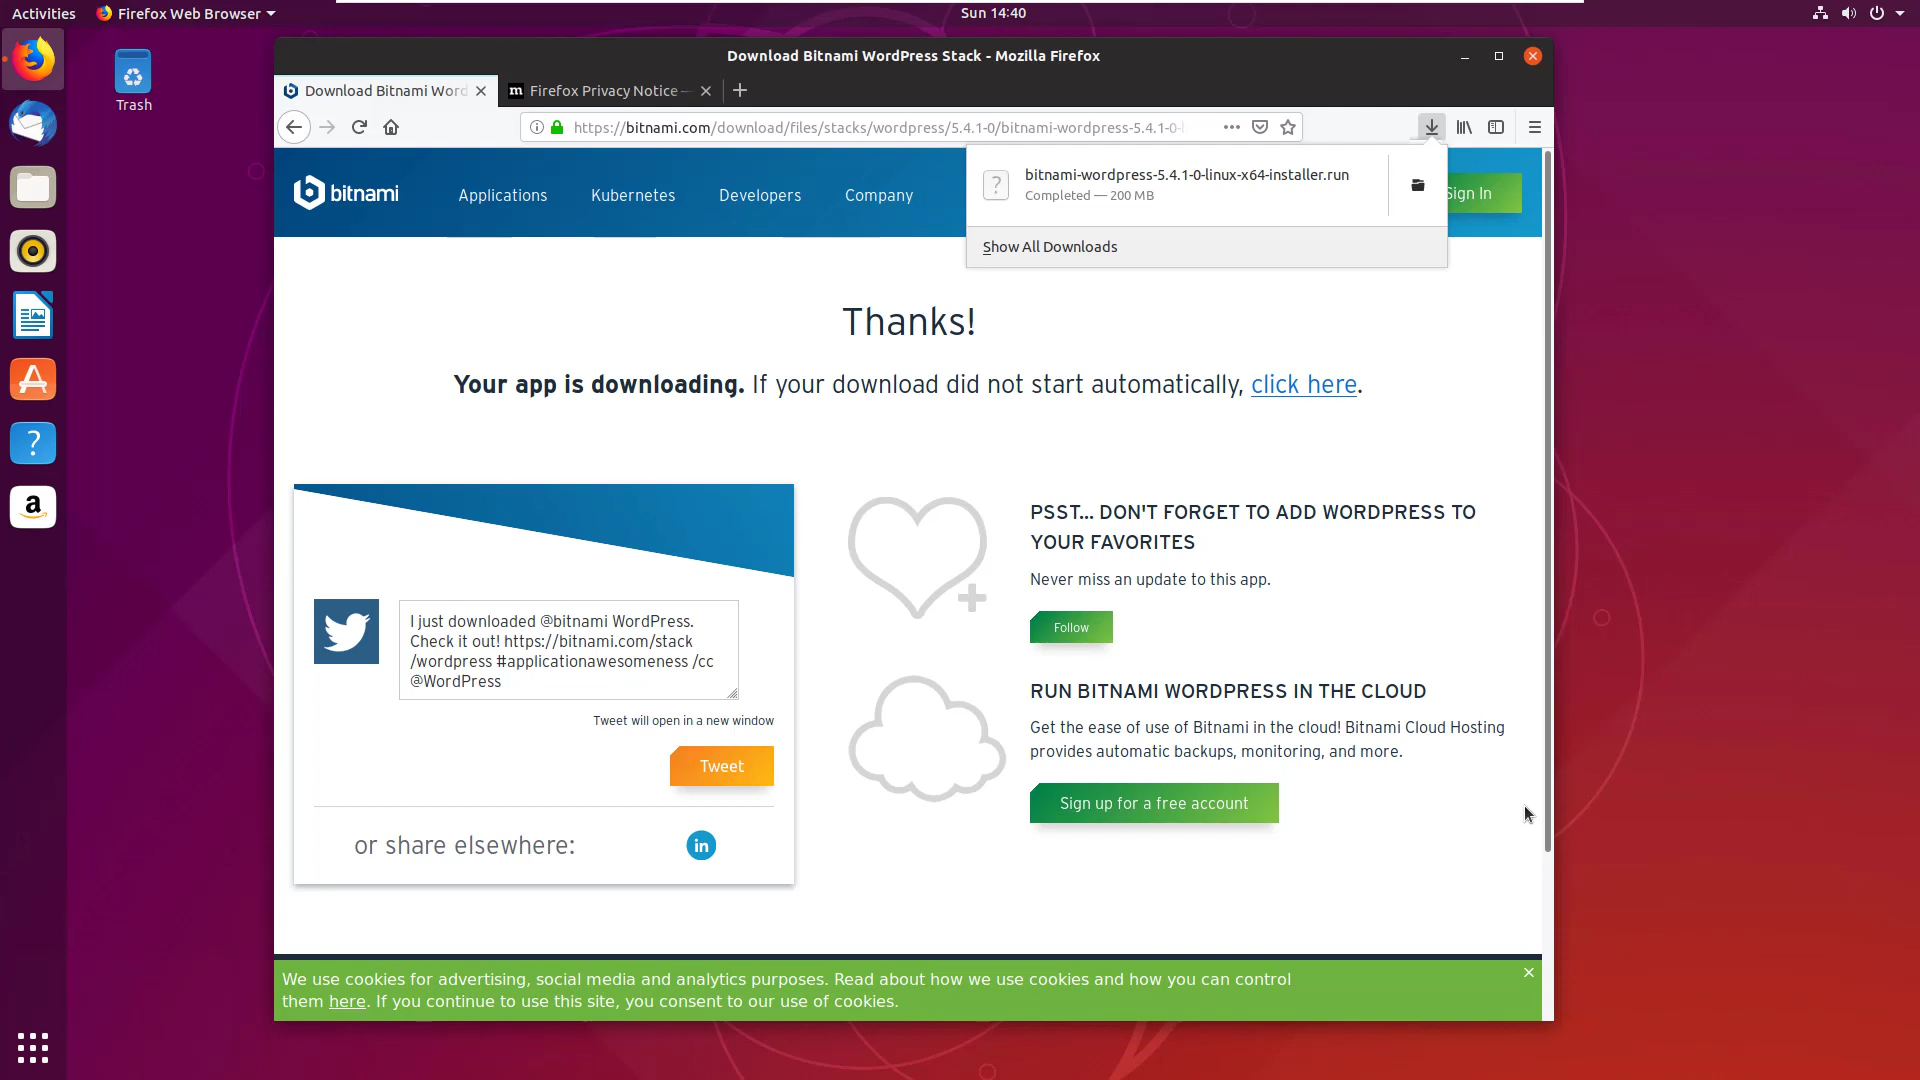 Activities
Firefox Web Browser
Sun 14:40
Trash
Download Bitnami WordPress Stack - Mozilla Firefox
Download Bitnami Word
m Firefox Privacy Notice —
https://bitnami.com/download/files/stacks/wordpress/5.4.1-0/bitnami-wordpress-5.4.1-0-l
bitnami
Applications
Kubernetes
Developers
Company
Sign In
?
bitnami-wordpress-5.4.1-0-linux-x64-installer.run
Completed — 200 MB
Show All Downloads
Thanks!
Your app is downloading. If your download did not start automatically, click here.
I just downloaded @bitnami WordPress.
Check it out! https://bitnami.com/stack
/wordpress #applicationawesomeness /cc
@WordPress
Tweet will open in a new window
Tweet
or share elsewhere:
in
PSST... DON'T FORGET TO ADD WORDPRESS TO
YOUR FAVORITES
Never miss an update to this app.
Follow
RUN BITNAMI WORDPRESS IN THE CLOUD
Get the ease of use of Bitnami in the cloud! Bitnami Cloud Hosting
provides automatic backups, monitoring, and more.
Sign up for a free account
We use cookies for advertising, social media and analytics purposes. Read about how we use cookies and how you can control
them here. If you continue to use this site, you consent to our use of cookies.
?
a